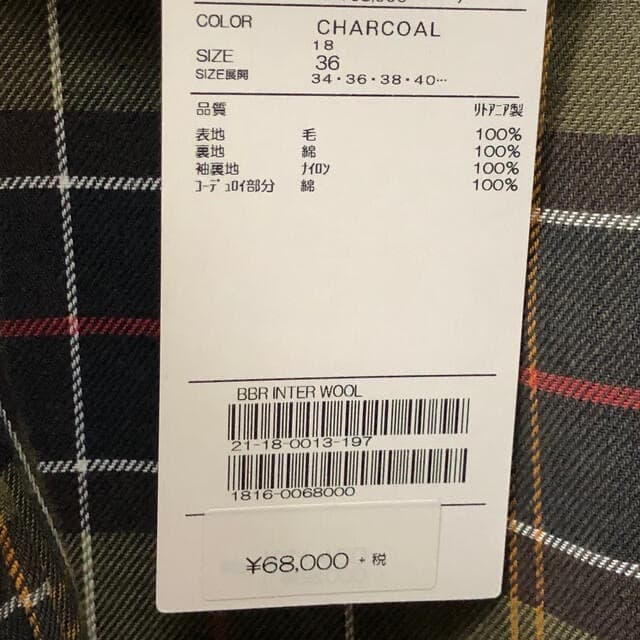 COLOR CHARCOAL
18
SIZE 36
SIZE展開 34・36・38・40…
品質 ﾘﾄｱﾆｱ製
表地 毛 100%
裏地 綿 100%
袖裏地 ﾅｲﾛﾝ 100%
ｺｰﾃﾞｭﾛｲ部分 綿 100%
BBR INTER WOOL
21-18-0013-197
1816-0068000
¥68,000 +税